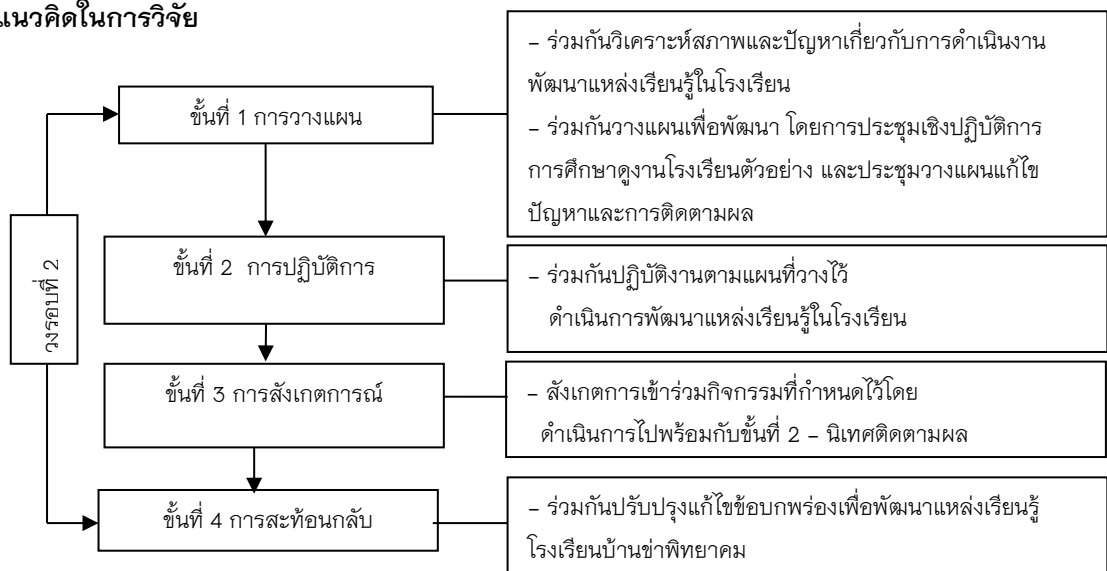 แนวคิดในการวิจัย
ขั้นที่ 1 การวางแผน
– ร่วมกันวิเคราะห์สภาพและปัญหาเกี่ยวกับการดำเนินงาน
พัฒนาแหล่งเรียนรู้ในโรงเรียน
– ร่วมกันวางแผนเพื่อพัฒนา โดยการประชุมเชิงปฏิบัติการ
การศึกษาดูงานโรงเรียนตัวอย่าง และประชุมวางแผนแก้ไข
ปัญหาและการติดตามผล
วงรอบที่ 2
ขั้นที่ 2 การปฏิบัติการ
– ร่วมกันปฏิบัติงานตามแผนที่วางไว้
ดำเนินการพัฒนาแหล่งเรียนรู้ในโรงเรียน
ขั้นที่ 3 การสังเกตการณ์
– สังเกตการเข้าร่วมกิจกรรมที่กำหนดไว้โดย
ดำเนินการไปพร้อมกับขั้นที่ 2 – นิเทศติดตามผล
ขั้นที่ 4 การสะท้อนกลับ
– ร่วมกันปรับปรุงแก้ไขข้อบกพร่องเพื่อพัฒนาแหล่งเรียนรู้
โรงเรียนบ้านข่าพิทยาคม